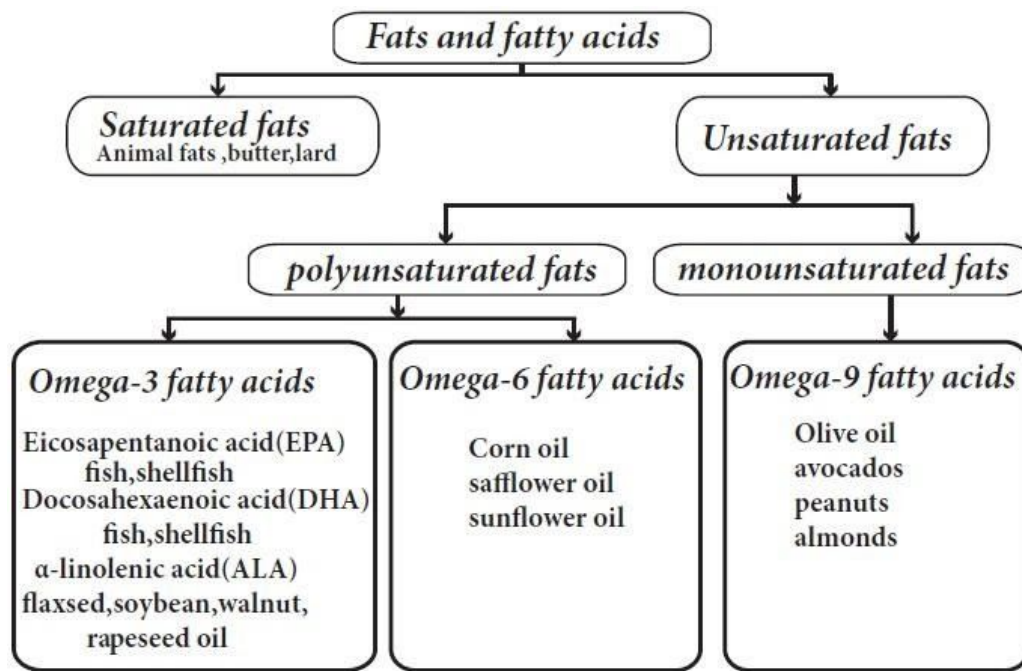 Fats and fatty acids
Saturated fats
Animal fats ,butter,lard
Unsaturated fats
polyunsaturated fats
monounsaturated fats
Omega-3 fatty acids
Eicosapentanoic acid(EPA)
fish,shellfish
Docosahexaenoic acid(DHA)
fish,shellfish
α-linolenic acid(ALA)
flaxsed,soybean,walnut,
rapeseed oil
Omega-6 fatty acids
Corn oil
safflower oil
sunflower oil
Omega-9 fatty acids
Olive oil
avocados
peanuts
almonds